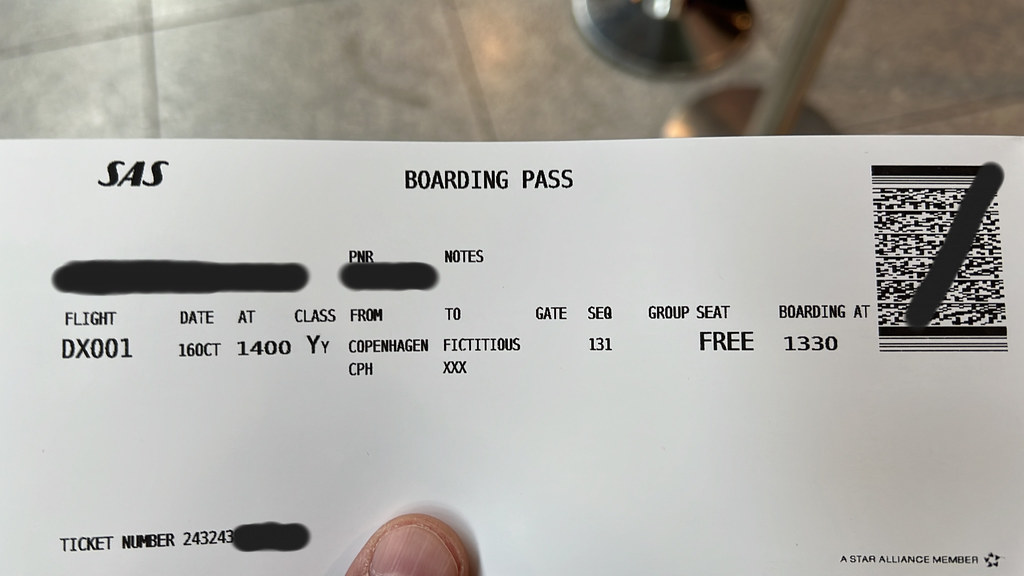 SAS
BOARDING PASS
PNR NOTES
FLIGHT DATE AT CLASS FROM TO GATE SEQ GROUP SEAT BOARDING AT
DX001 16OCT 1400 YY COPENHAGEN FICTITIOUS 131 FREE 1330
CPH XXX
TICKET NUMBER 243243
A STAR ALLIANCE MEMBER